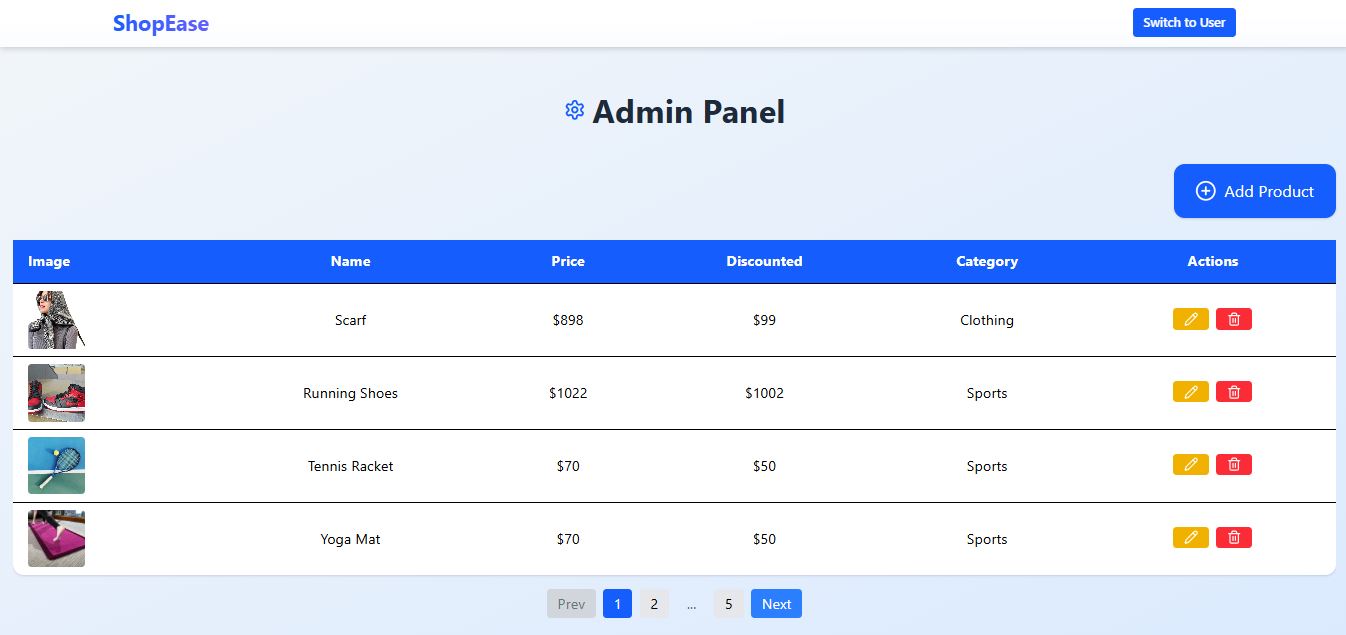 ShopEase Switch to User
Admin Panel
Add Product
Image Name Price Discounted Category Actions
Scarf $898 $99 Clothing
Running Shoes $1022 $1002 Sports
Tennis Racket $70 $50 Sports
Yoga Mat $70 $50 Sports
Prev 1 2 ... 5 Next